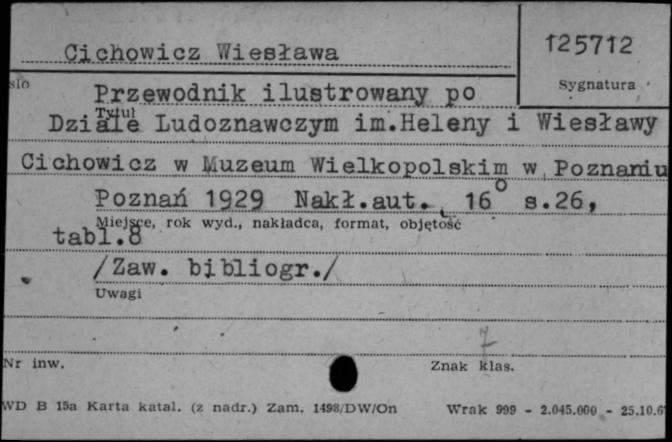 Cichowicz Wiesława
125712
Sygnatura
Przewodnik ilustrowany po
Tytuł
Dziale Ludoznawczym im.Heleny i Wiesławy
Cichowicz w Muzeum Wielkopolskim w Poznaniu
Poznań 1929 Nakł.aut. 16° s.26,
Miejsce, rok wyd., nakładca, format, objętość
tabl.8
/Zaw. bibliogr./
Uwagi
7
Nr inw.
Znak klas.
WD B 15a Karta katal. (z nadr.) Zam. 1498/DW/On
Wrak 999 - 2.045.000 - 25.10.6